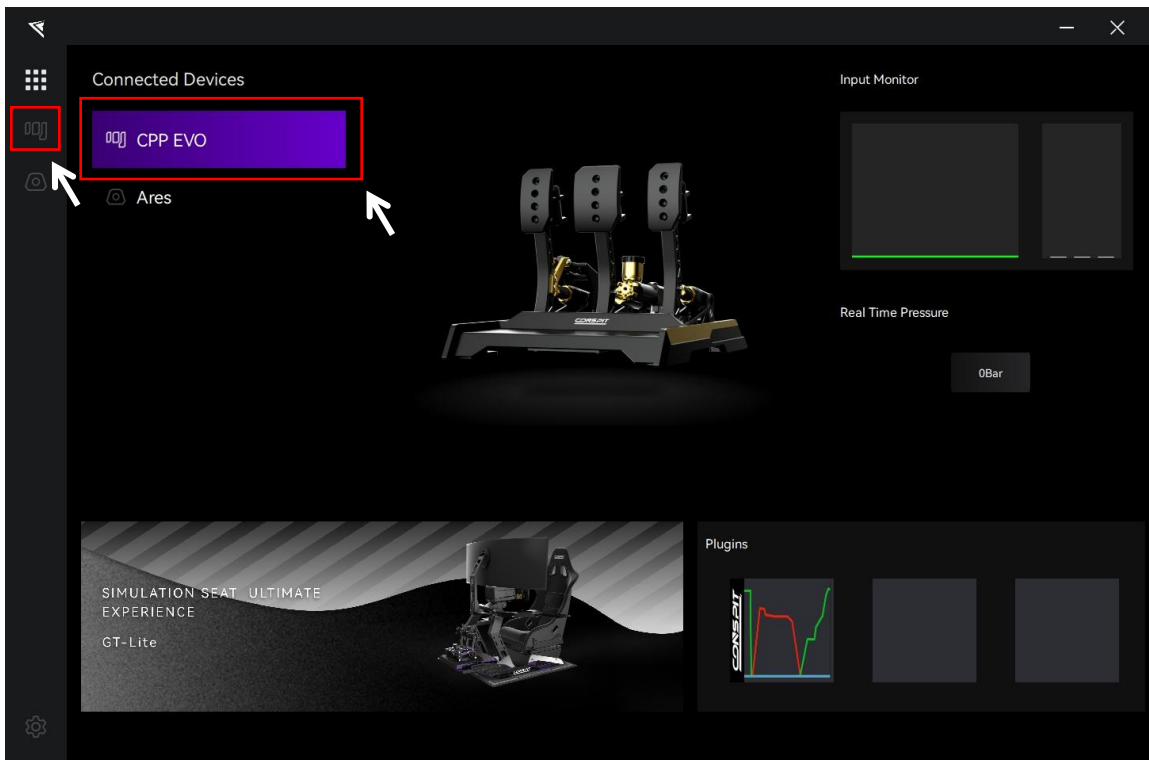 Connected Devices
CPP EVO
Ares
Input Monitor
Real Time Pressure
0Bar
CONSPIT
SIMULATION SEAT ULTIMATE
EXPERIENCE
GT-Lite
Plugins
CONSPIT